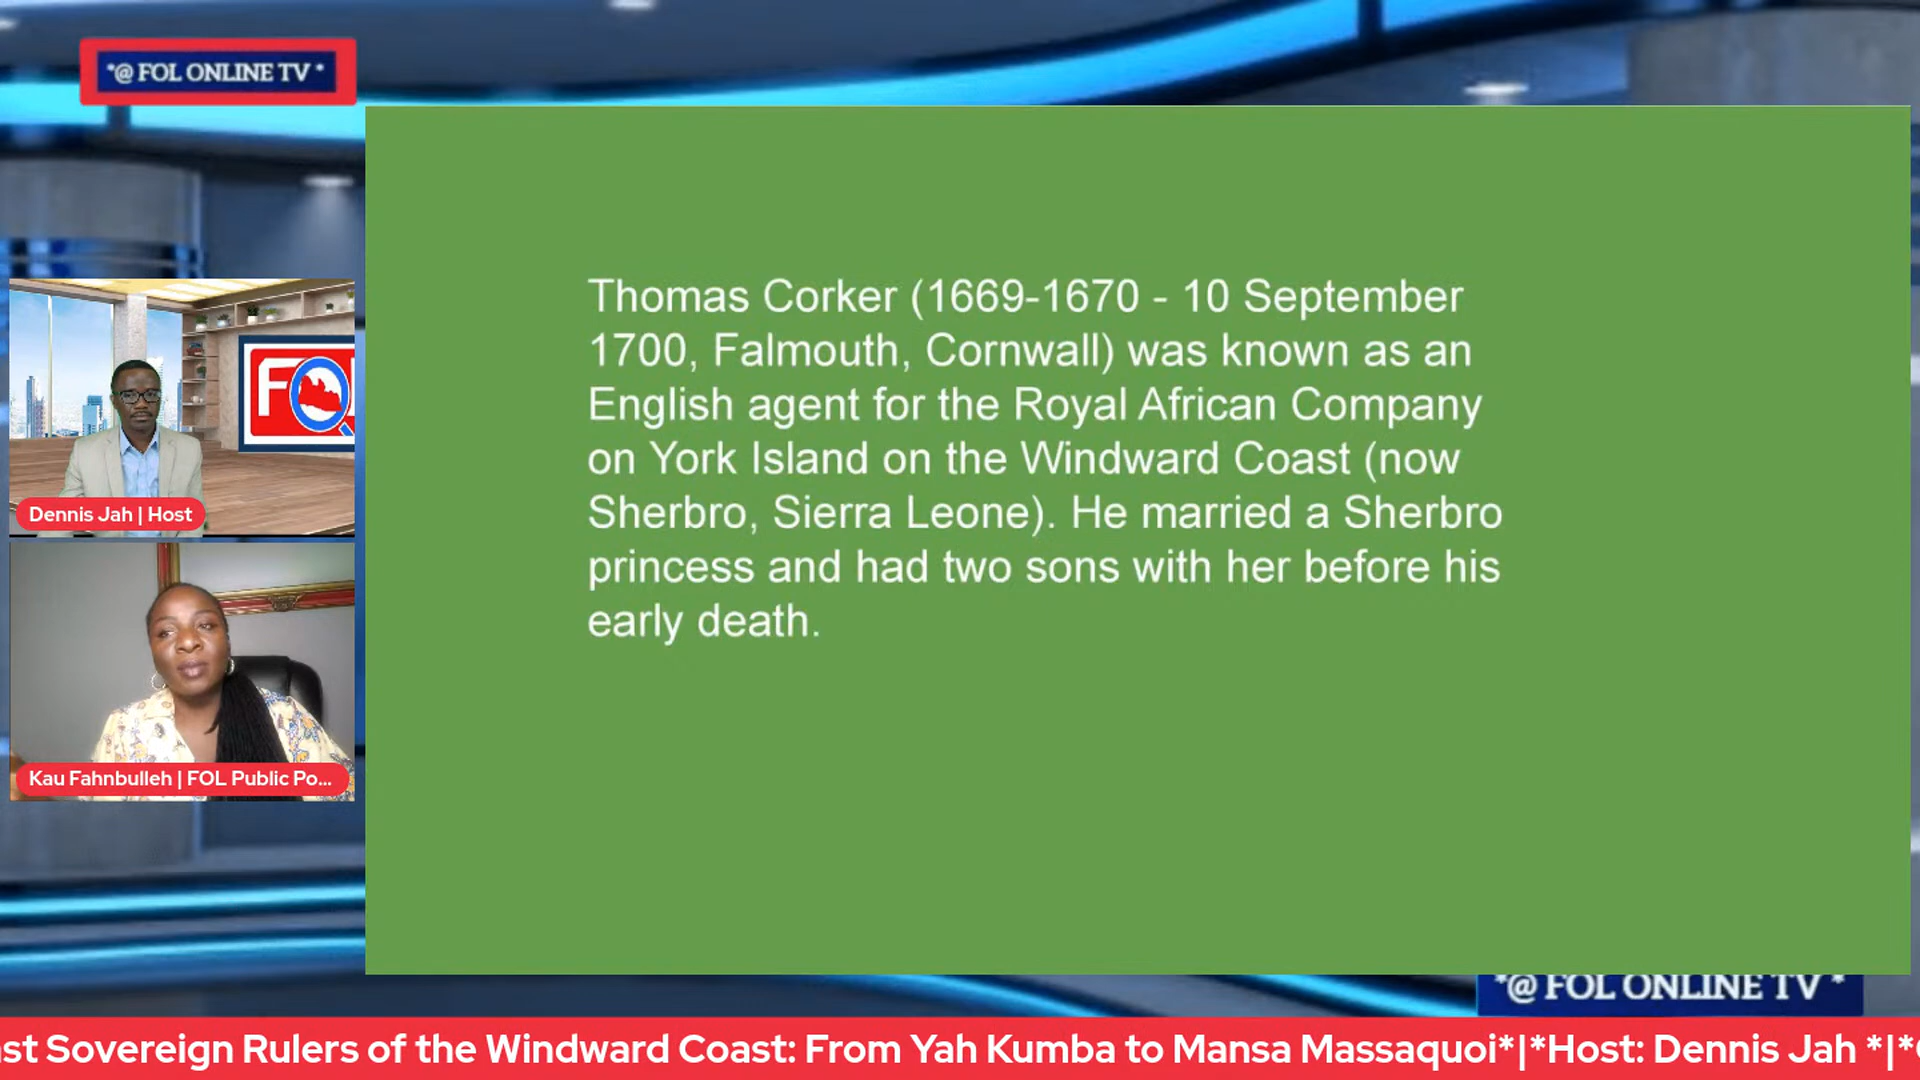 *@ FOL ONLINE TV *
Thomas Corker (1669-1670 - 10 September
1700, Falmouth, Cornwall) was known as an
English agent for the Royal African Company
on York Island on the Windward Coast (now
Sherbro, Sierra Leone). He married a Sherbro
princess and had two sons with her before his
early death.
FOL
Dennis Jah | Host
Kau Fahnbulleh | FOL Public Po...
*@ FOL ONLINE TV *
st Sovereign Rulers of the Windward Coast: From Yah Kumba to Mansa Massaquoi*|*Host: Dennis Jah *|*